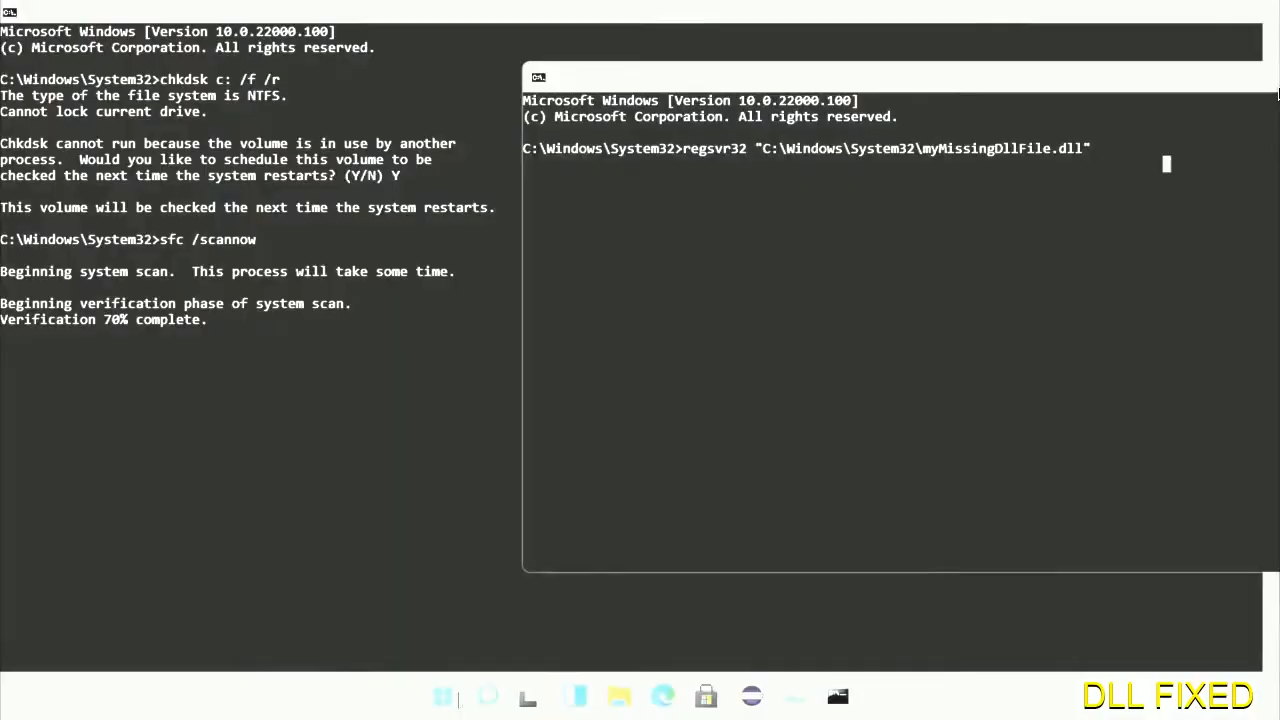 Microsoft Windows [Version 10.0.22000.100]
(c) Microsoft Corporation. All rights reserved.
C:\Windows\System32>chkdsk c: /f /r
The type of the file system is NTFS.
Cannot lock current drive.
Chkdsk cannot run because the volume is in use by another
process.  Would you like to schedule this volume to be
checked the next time the system restarts? (Y/N) Y
This volume will be checked the next time the system restarts.
C:\Windows\System32>sfc /scannow
Beginning system scan.  This process will take some time.
Beginning verification phase of system scan.
Verification 70% complete.
Microsoft Windows [Version 10.0.22000.100]
(c) Microsoft Corporation. All rights reserved.
C:\Windows\System32>regsvr32 "C:\Windows\System32\myMissingDllFile.dll"
DLL FIXED